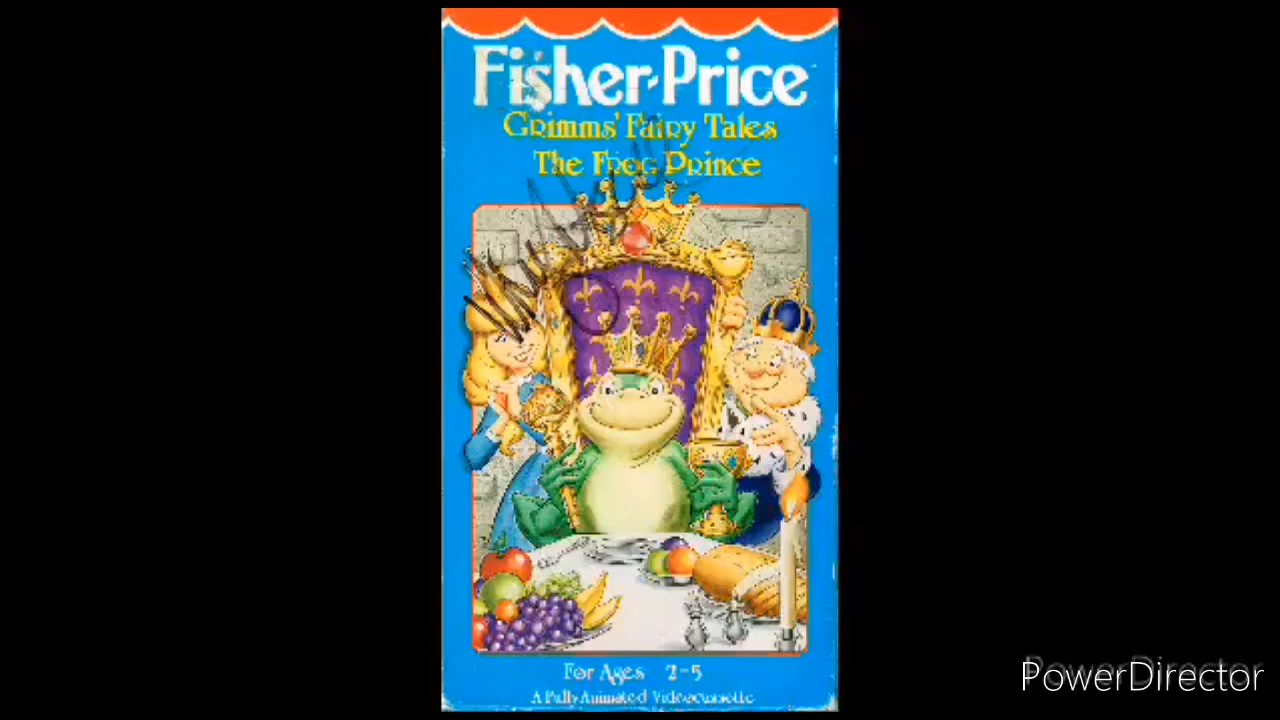 Fisher-Price
Grimms' Fairy Tales
The Frog Prince
For Ages 2-5
A Fully Animated Videocassette
PowerDirector